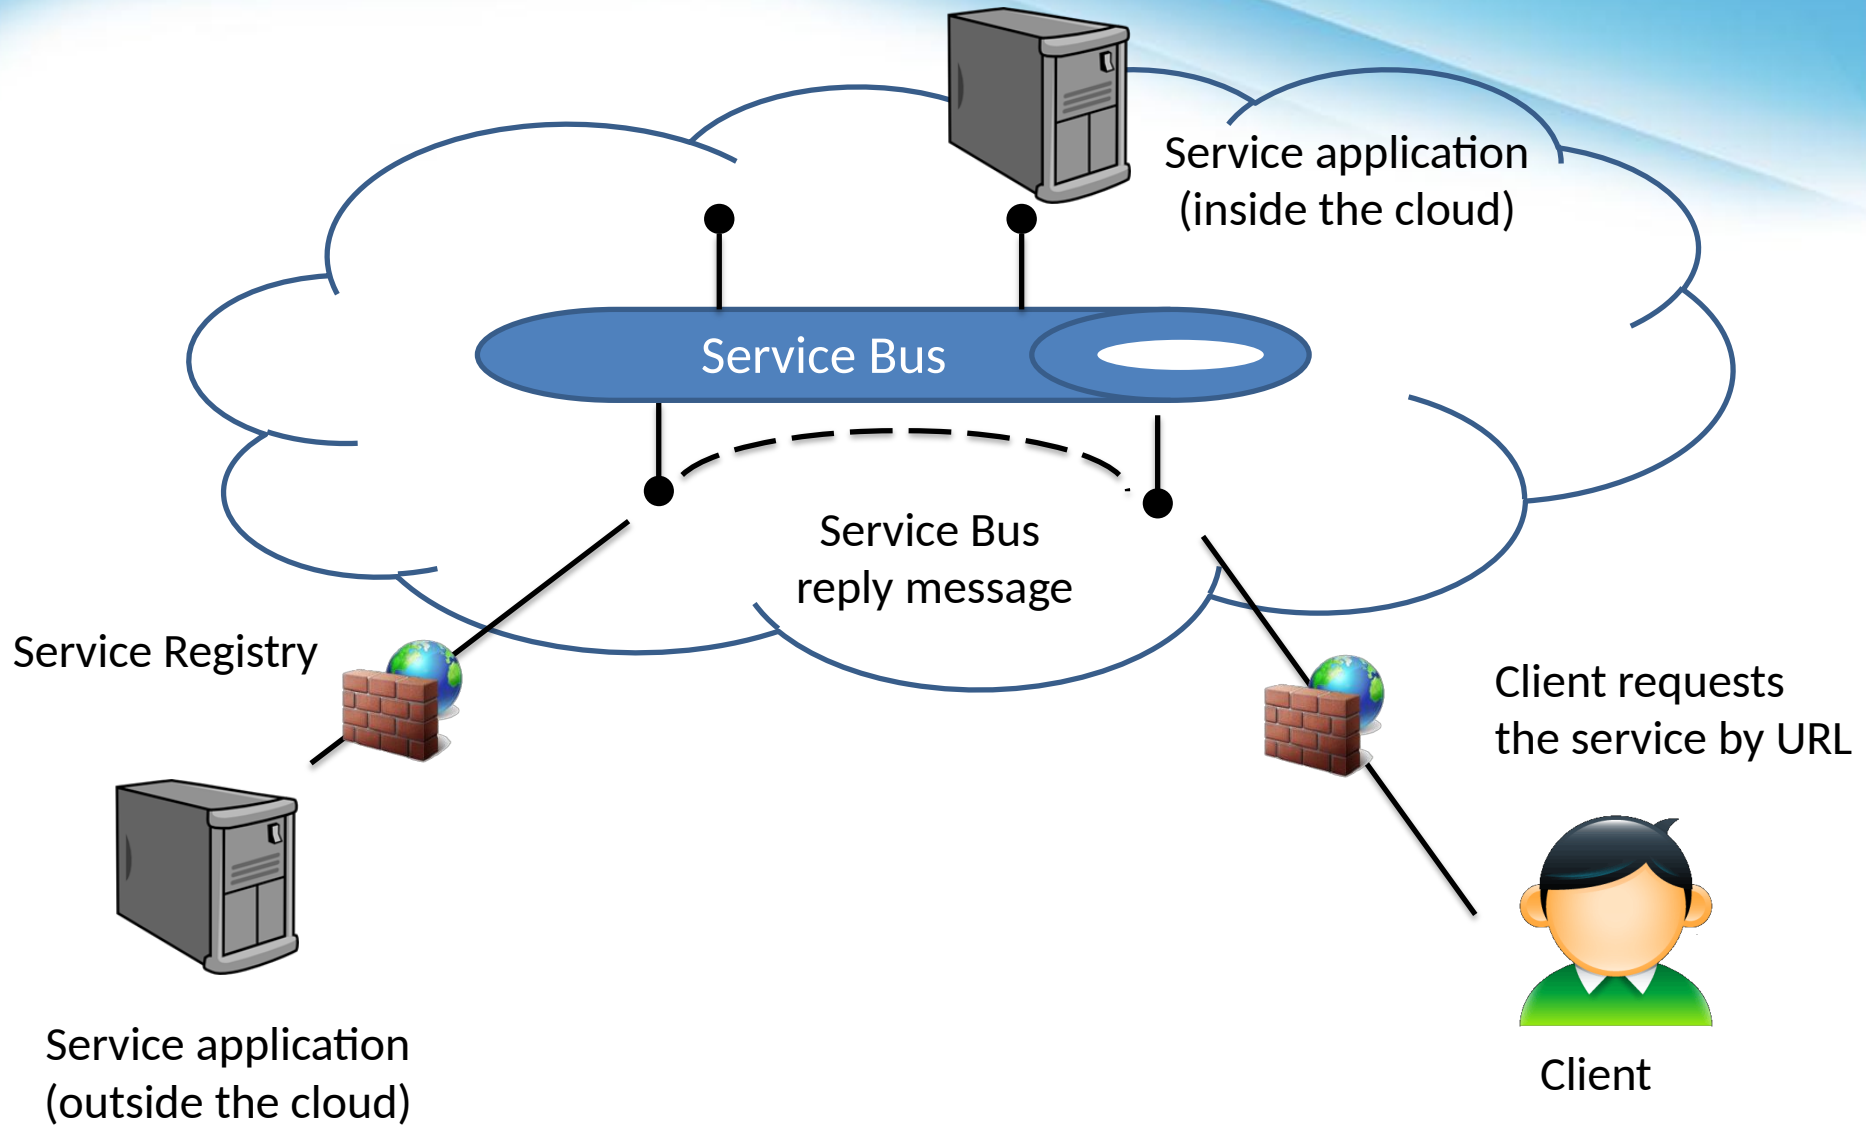 Service application
(inside the cloud)
Service Bus
Service Bus
reply message
Service Registry
Client requests
the service by URL
Service application
(outside the cloud)
Client